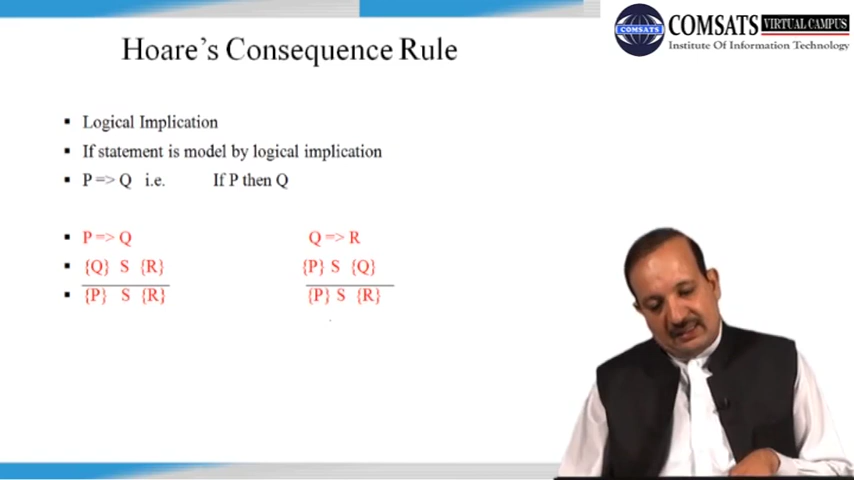 Hoare's Consequence Rule
COMSATS
COMSATS VIRTUAL CAMPUS
Institute Of Information Technology
▪ Logical Implication
▪ If statement is model by logical implication
▪ P => Q i.e. If P then Q
▪ P => Q Q => R
▪ {Q} S {R} {P} S {Q}
▪ {P} S {R} {P} S {R}